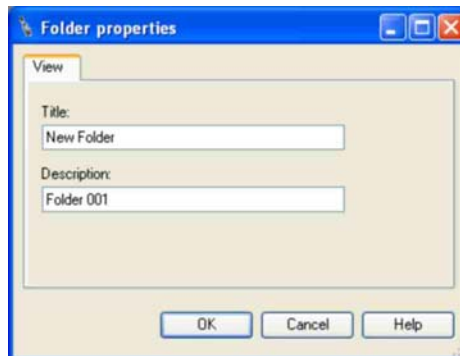 Folder properties
View
Title:
New Folder
Description:
Folder 001
OK Cancel Help